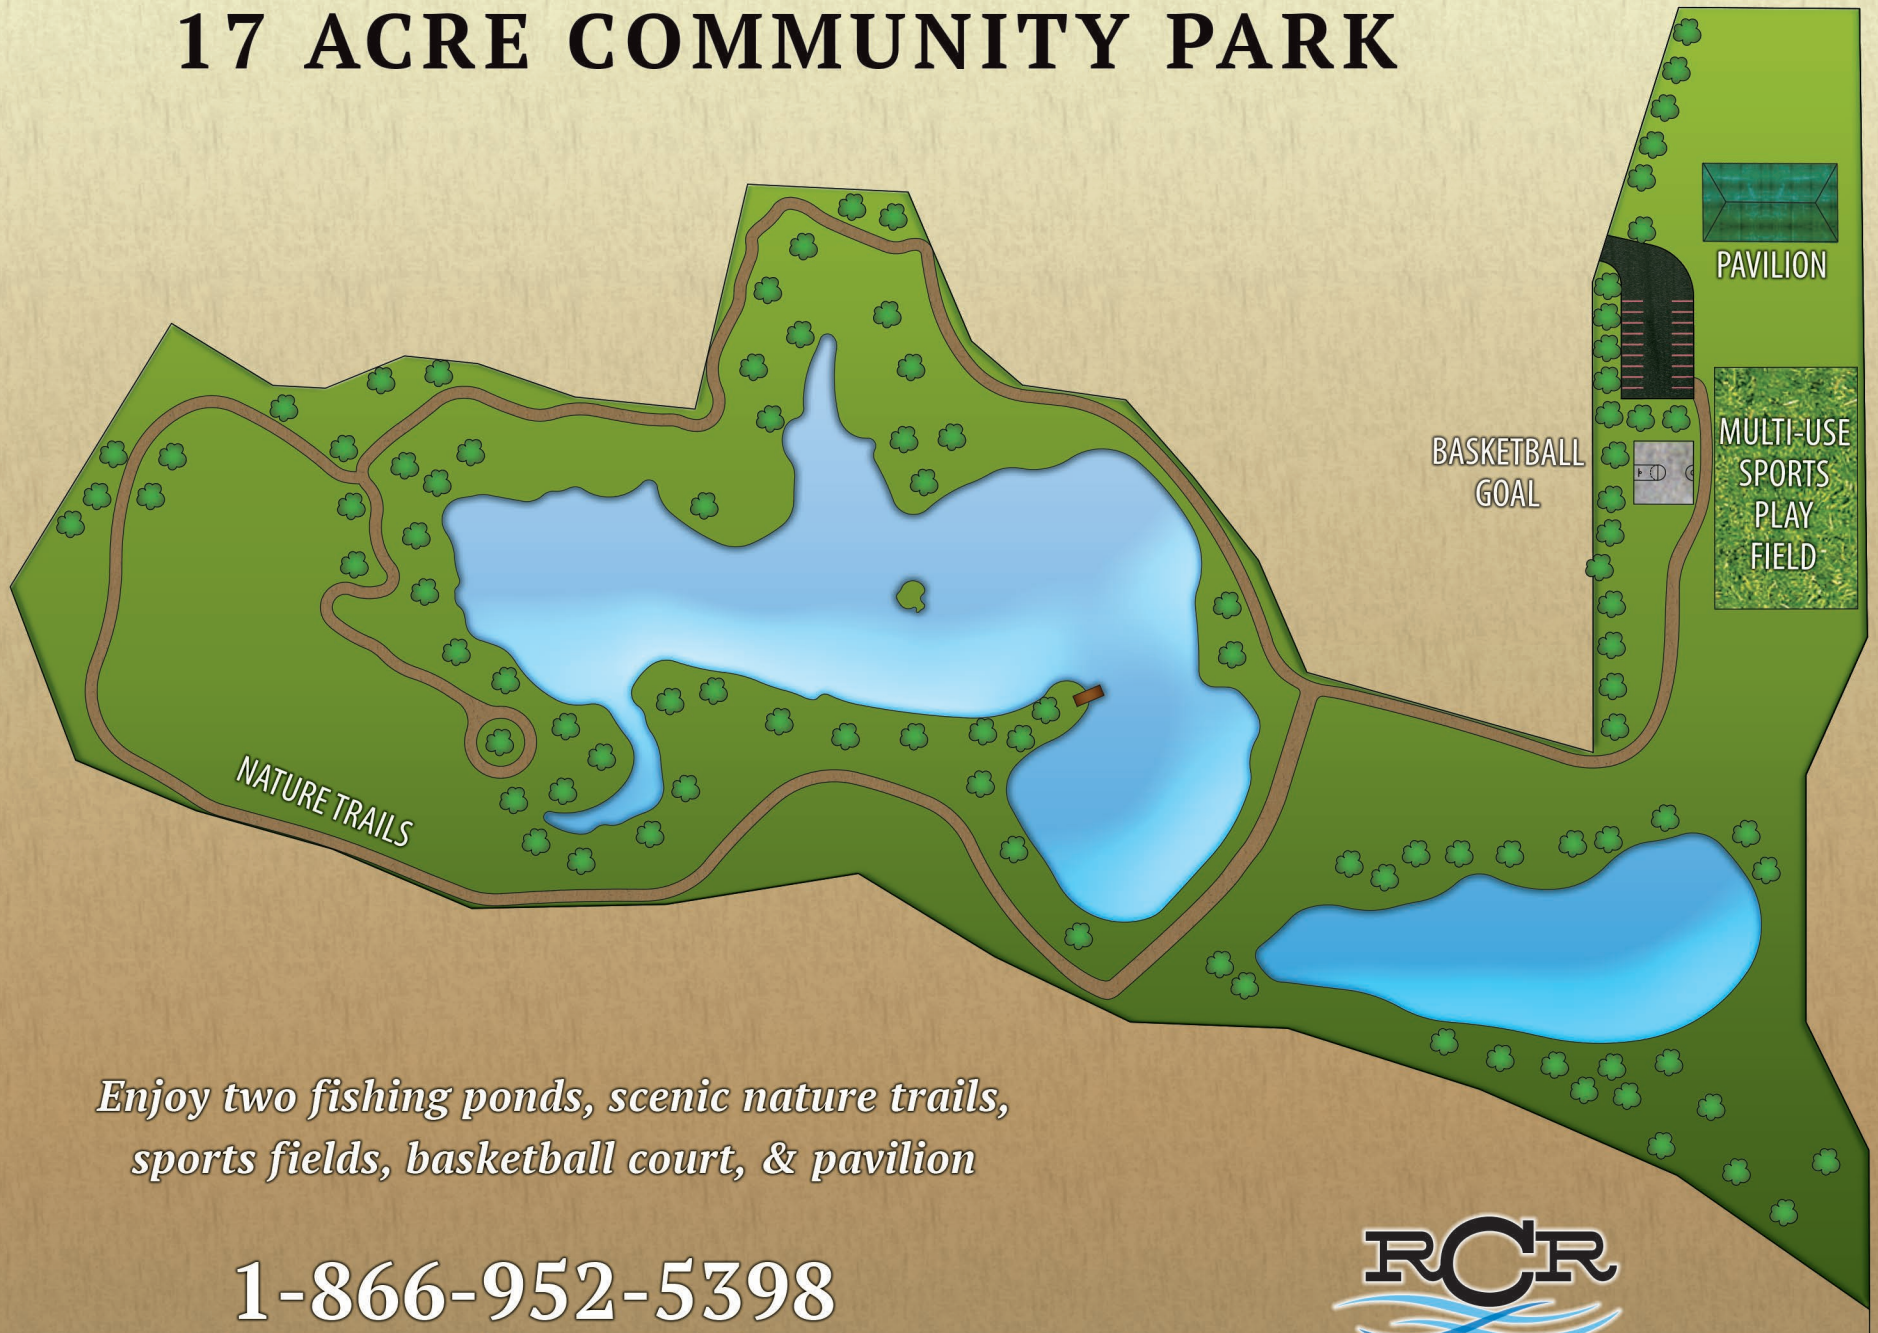 17 ACRE COMMUNITY PARK
PAVILION
BASKETBALL
GOAL
MULTI-USE
SPORTS
PLAY
FIELD
NATURE TRAILS
Enjoy two fishing ponds, scenic nature trails,
sports fields, basketball court, & pavilion
1-866-952-5398
RCR